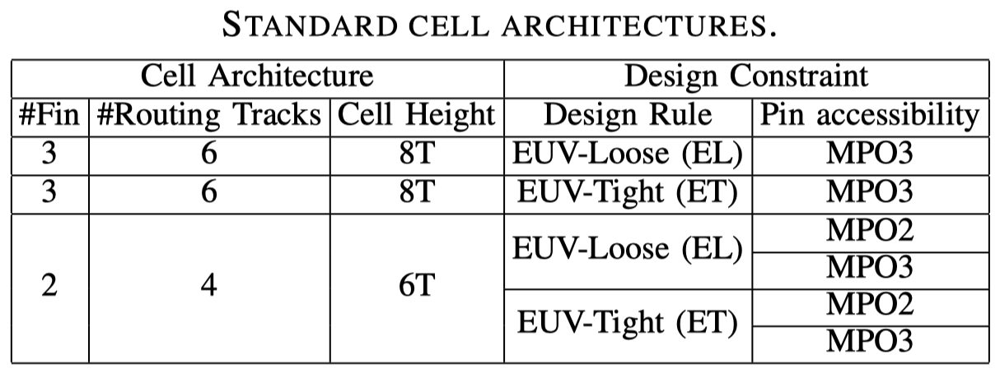 STANDARD CELL ARCHITECTURES.
Cell Architecture Design Constraint
#Fin #Routing Tracks Cell Height Design Rule Pin accessibility
3 6 8T EUV-Loose (EL) MPO3
3 6 8T EUV-Tight (ET) MPO3
2 4 6T EUV-Loose (EL) MPO2
MPO3
EUV-Tight (ET) MPO2
MPO3